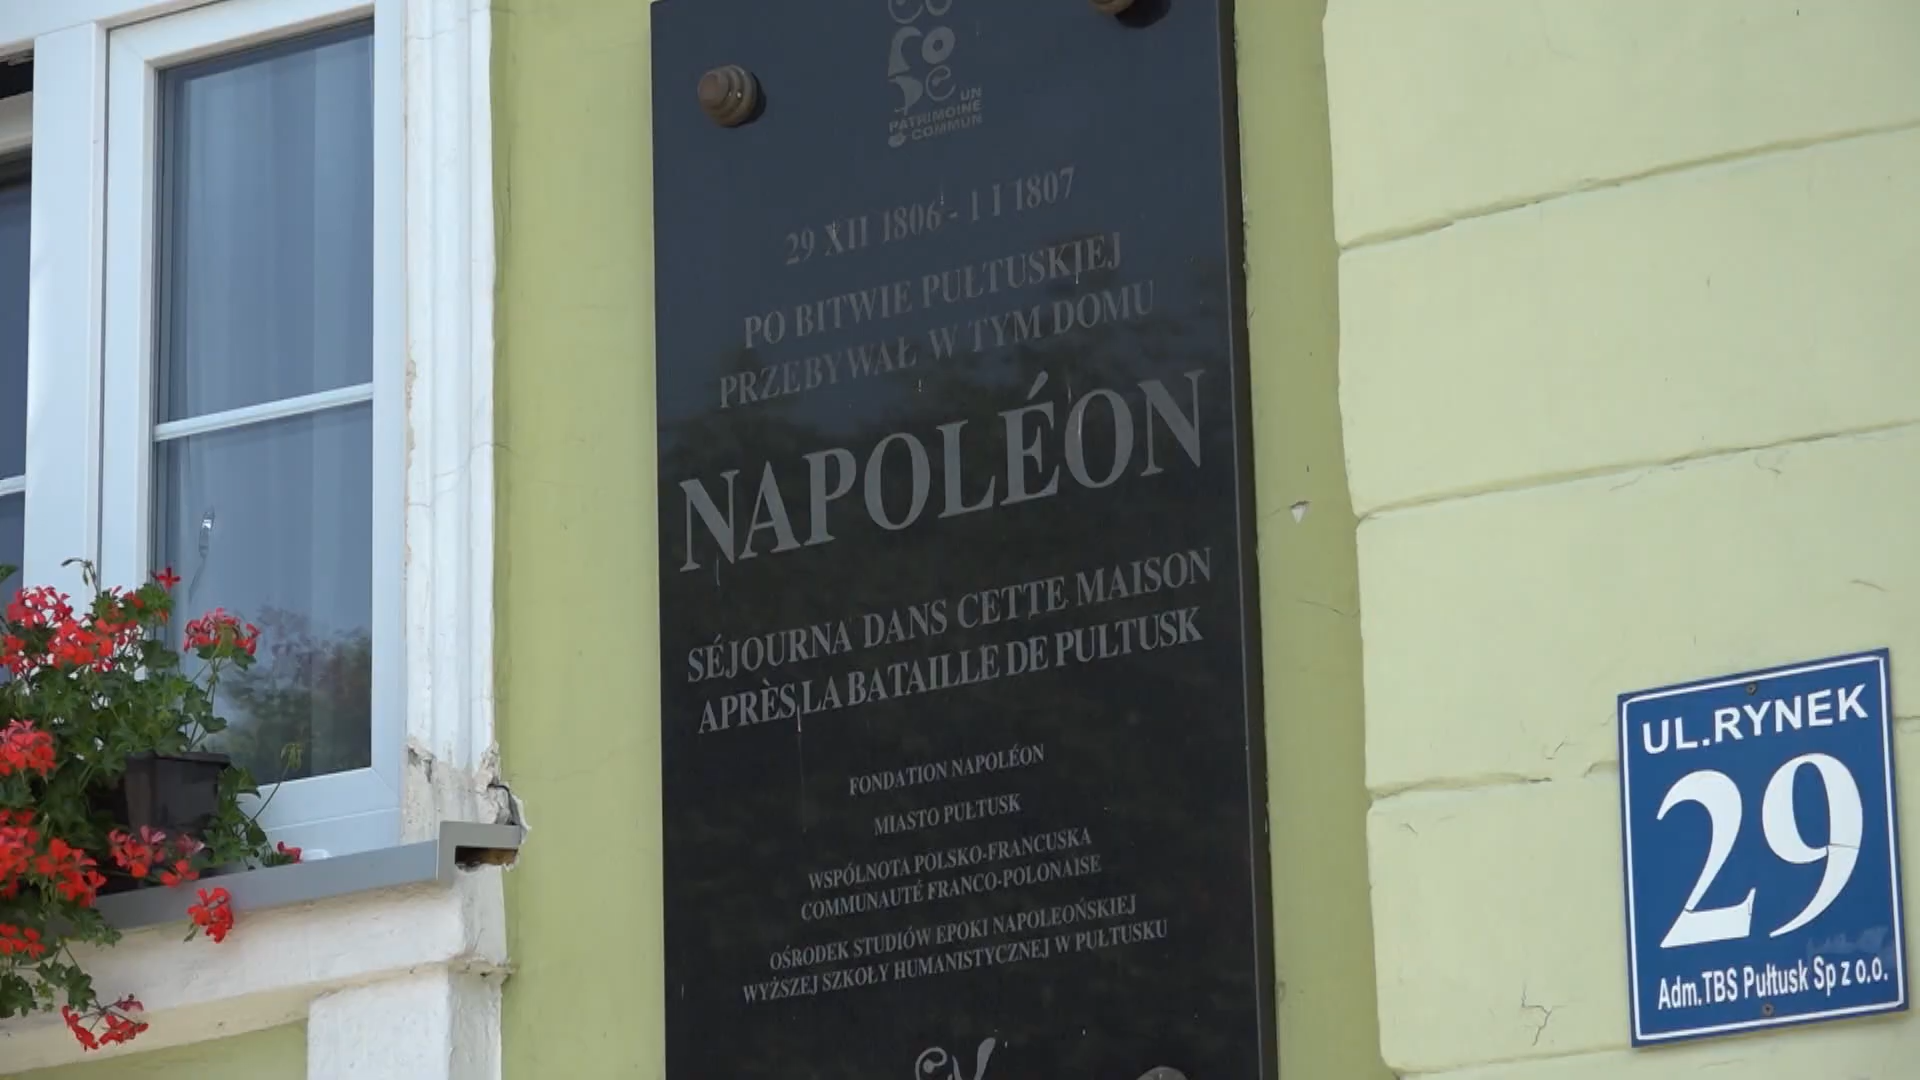 UN
PATRIMOINE
COMMUN
29 XII 1806 - 1 I 1807
PO BITWIE PUŁTUSKIEJ
PRZEBYWAŁ W TYM DOMU
NAPOLÉON
SÉJOURNA DANS CETTE MAISON
APRÈS LA BATAILLE DE PULTUSK
FONDATION NAPOLÉON
MIASTO PUŁTUSK
WSPÓLNOTA POLSKO-FRANCUSKA
COMMUNAUTÉ FRANCO-POLONAISE
OŚRODEK STUDIÓW EPOKI NAPOLEOŃSKIEJ
WYŻSZEJ SZKOŁY HUMANISTYCZNEJ W PUŁTUSKU
UL.RYNEK
29
Adm.TBS Pułtusk Sp z o.o.